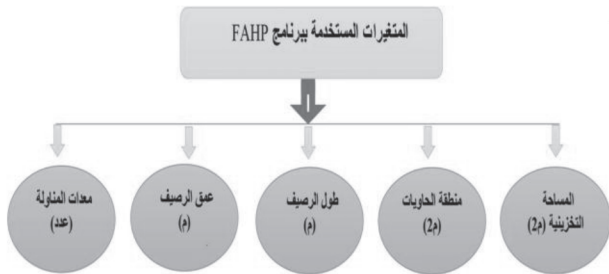 المتغيرات المستخدمة ببرنامج FAHP
المساحة
التخزينية (م2)
منطقة الحاويات
(م2)
طول الرصيف
(م)
عمق الرصيف
(م)
معدات المناولة
(عدد)